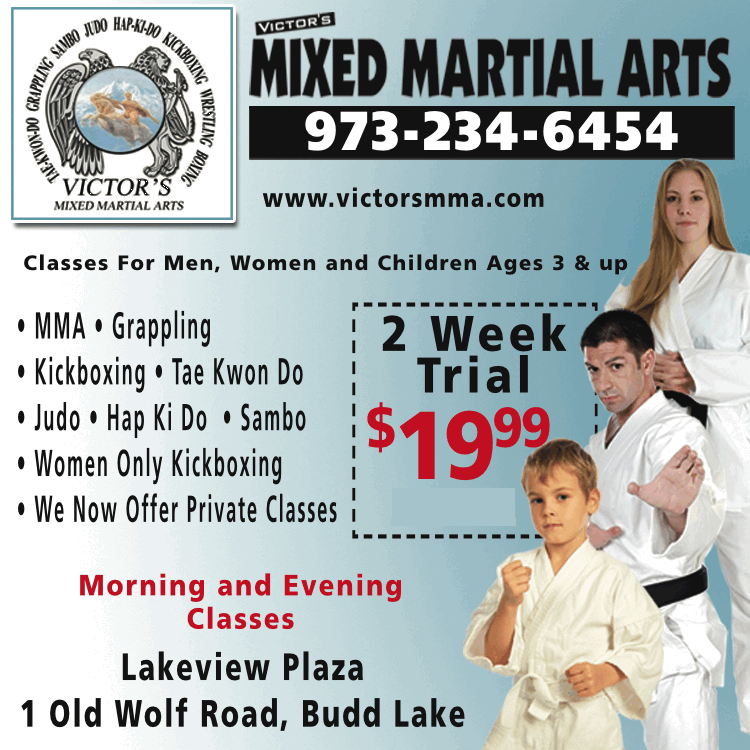 TAE-KWON-DO GRAPPLING SAMBO JUDO HAP-KI-DO KICKBOXING WRESTLING BOXING
VICTOR'S
MIXED MARTIAL ARTS
VICTOR'S
MIXED MARTIAL ARTS
973-234-6454
www.victorsmma.com
Classes For Men, Women and Children Ages 3 & up
• MMA • Grappling
• Kickboxing • Tae Kwon Do
• Judo • Hap Ki Do • Sambo
• Women Only Kickboxing
• We Now Offer Private Classes
2 Week
Trial
$19 99
Morning and Evening
Classes
Lakeview Plaza
1 Old Wolf Road, Budd Lake